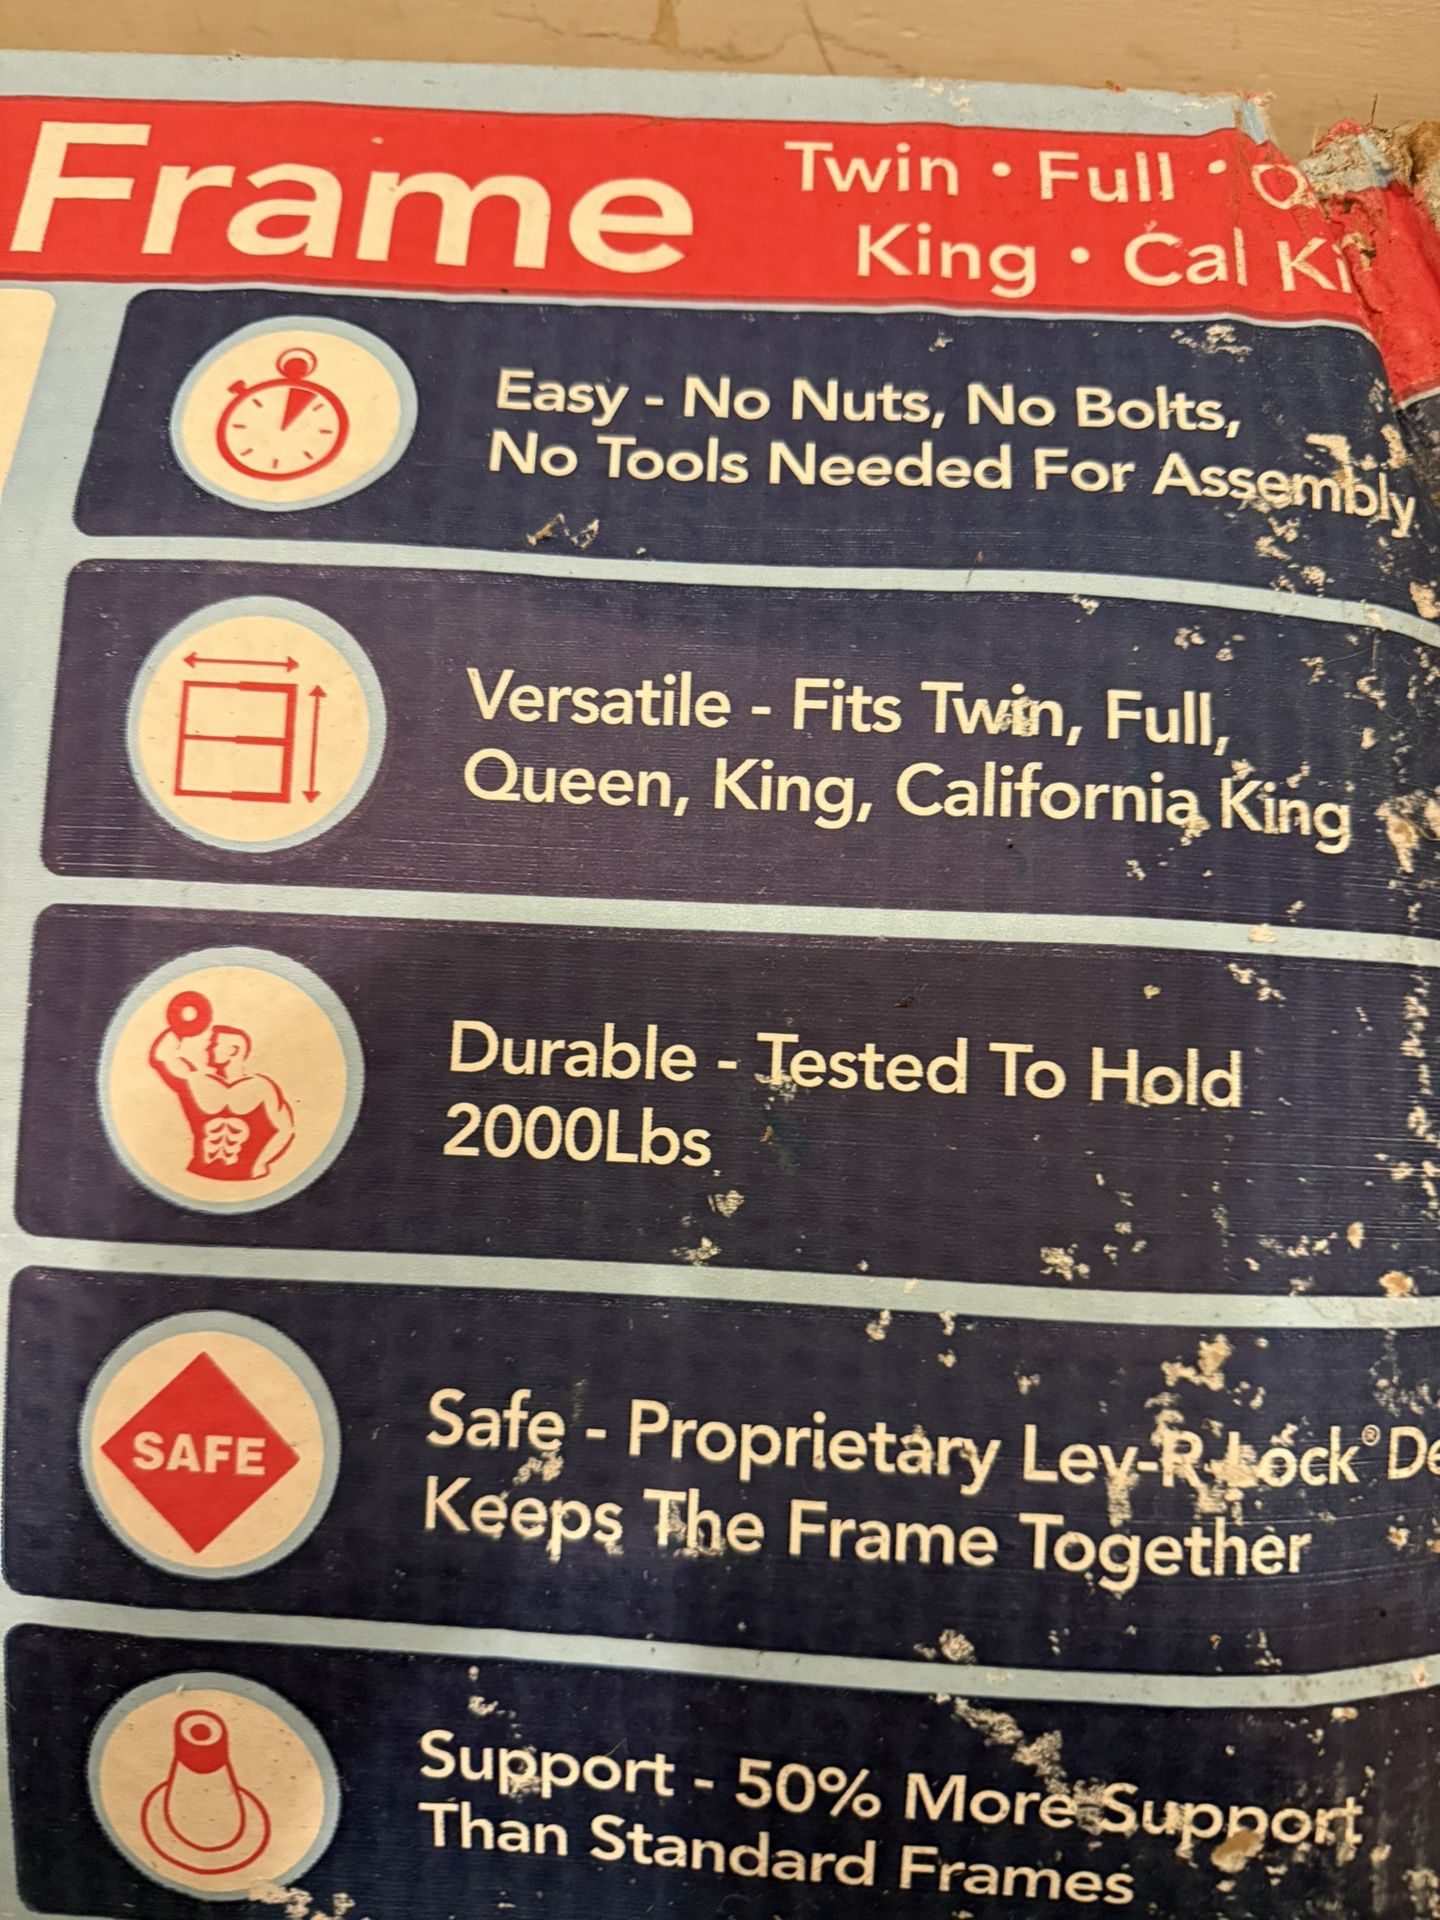 Frame
Twin • Full •
King • Cal
Easy - No Nuts, No Bolts,
No Tools Needed For Assembly
Versatile - Fits Twin, Full,
Queen, King, California King
Durable - Tested To Hold
2000Lbs
SAFE
Safe - Proprietary Lev-R-Lock®
Keeps The Frame Together
Support - 50% More Support
Than Standard Frames